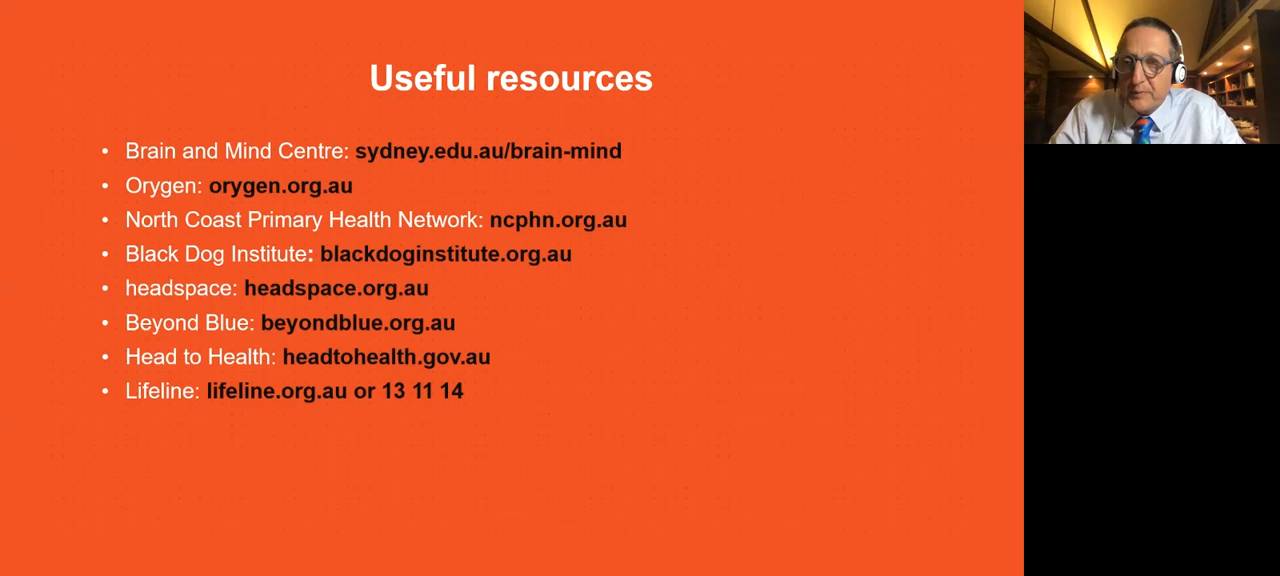 Useful resources
• Brain and Mind Centre: sydney.edu.au/brain-mind
• Orygen: orygen.org.au
• North Coast Primary Health Network: ncphn.org.au
• Black Dog Institute: blackdoginstitute.org.au
• headspace: headspace.org.au
• Beyond Blue: beyondblue.org.au
• Head to Health: headtohealth.gov.au
• Lifeline: lifeline.org.au or 13 11 14